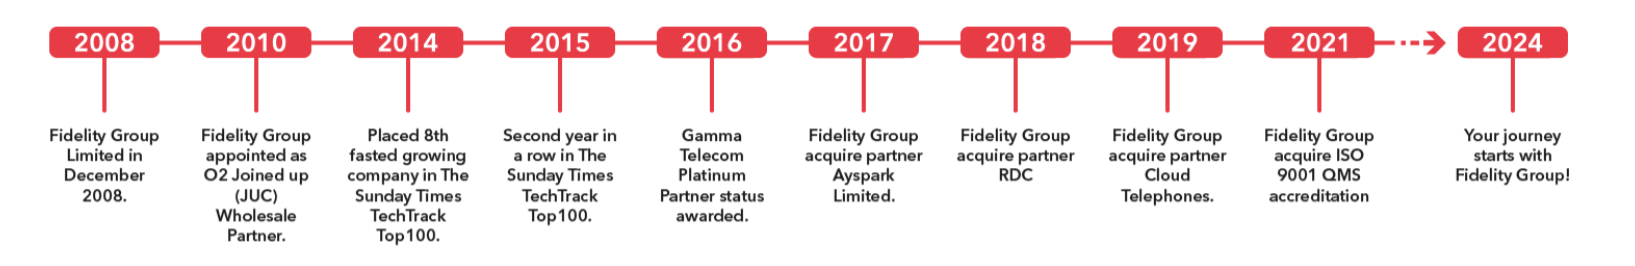 2008
2010
2014
2015
2016
2017
2018
2019
2021
2024
Fidelity Group
Limited in
December
2008.
Fidelity Group
appointed as
O2 Joined up
(JUC)
Wholesale
Partner.
Placed 8th
fasted growing
company in The
Sunday Times
TechTrack
Top100.
Second year in
a row in The
Sunday Times
TechTrack
Top100.
Gamma
Telecom
Platinum
Partner status
awarded.
Fidelity Group
acquire partner
Ayspark
Limited.
Fidelity Group
acquire partner
RDC
Fidelity Group
acquire partner
Cloud
Telephones.
Fidelity Group
acquire ISO
9001 QMS
accreditation
Your journey
starts with
Fidelity Group!